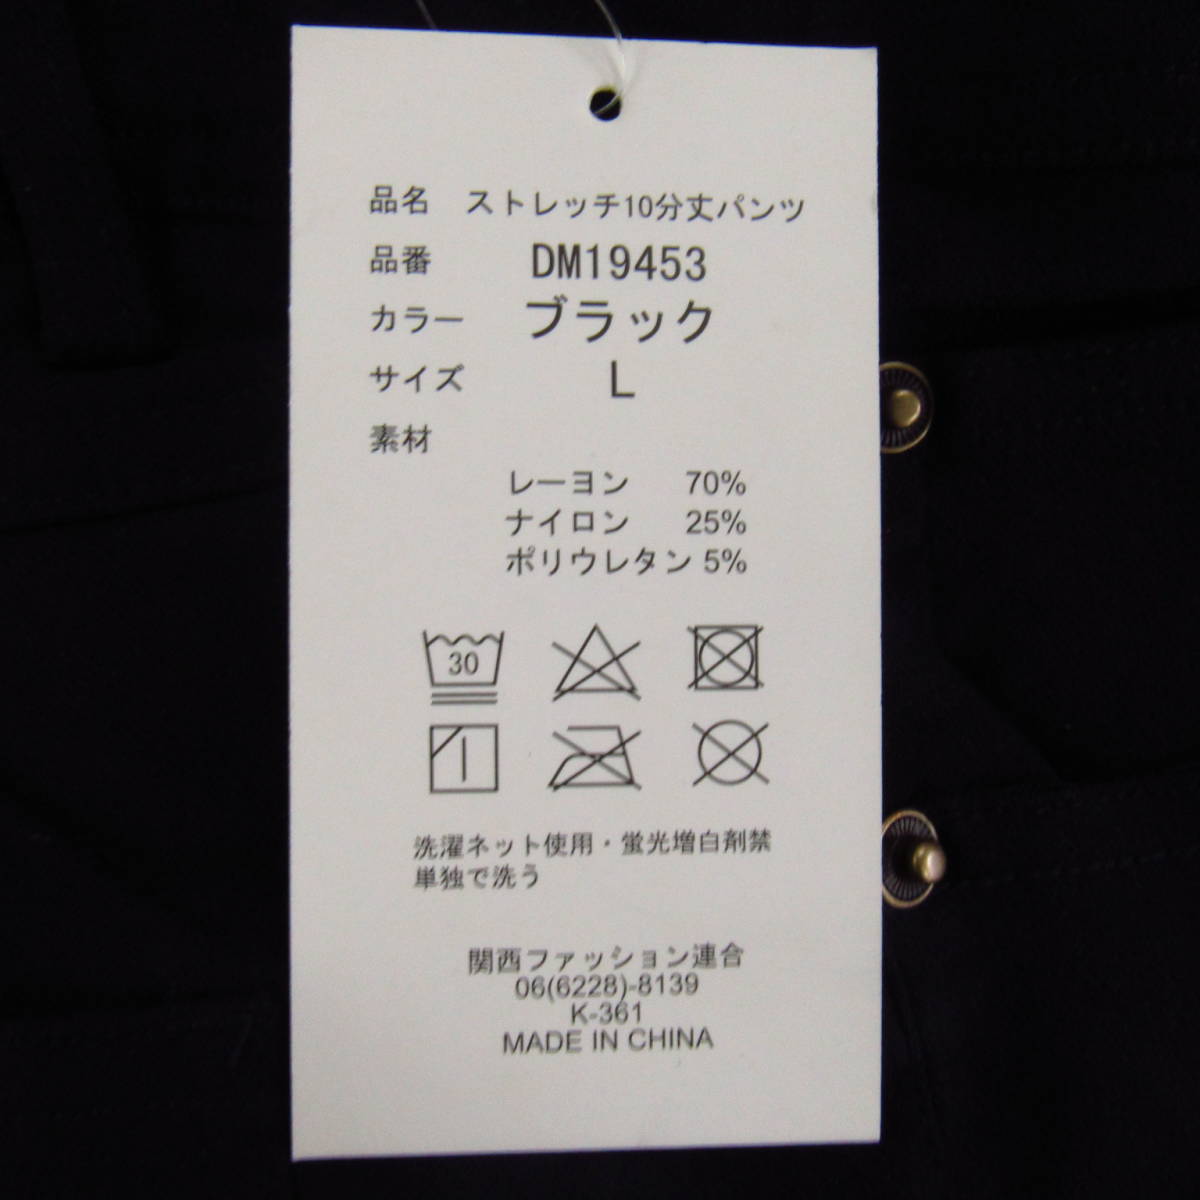 品名 ストレッチ10分丈パンツ
品番 DM19453
カラー ブラック
サイズ L
素材
レーヨン 70%
ナイロン 25%
ポリウレタン 5%
30
洗濯ネット使用・蛍光増白剤禁
単独で洗う
関西ファッション連合
06(6228)-8139
K-361
MADE IN CHINA